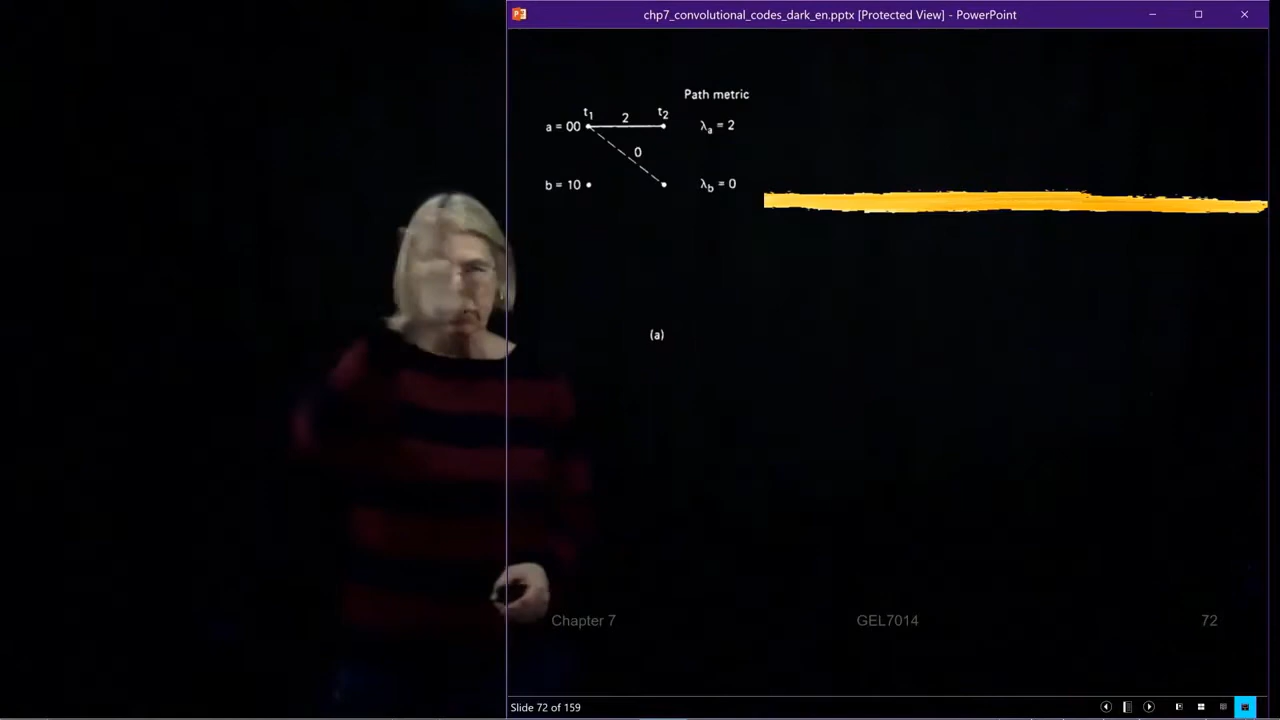 chp7_convolutional_codes_dark_en.pptx [Protected View] - PowerPoint
Path metric
t1 2 t2
a = 00 λa = 2
0
b = 10 λb = 0
(a)
Chapter 7 GEL7014 72
Slide 72 of 159